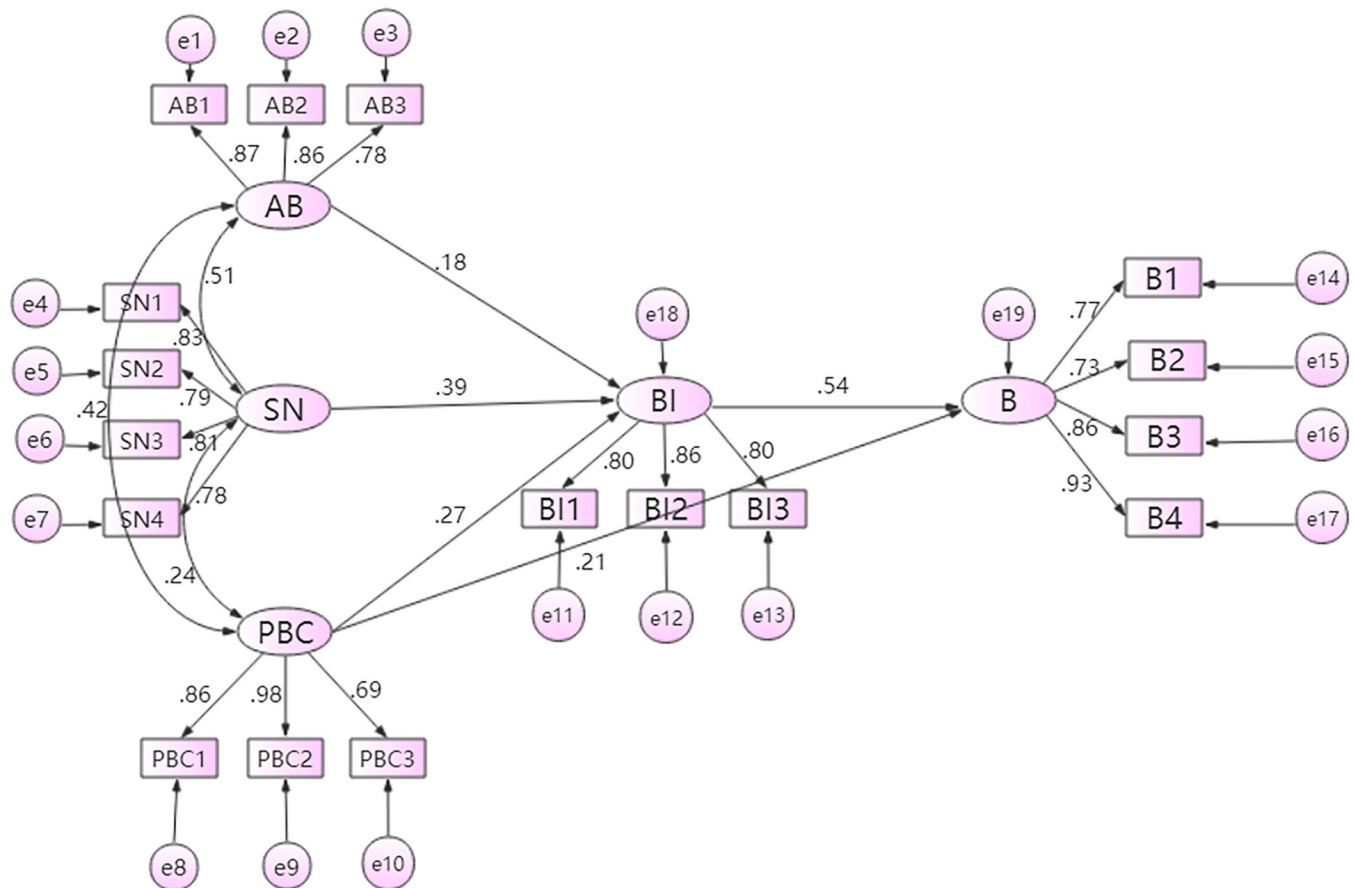 e1
e2
e3
AB1
AB2
AB3
.87
.86
.78
AB
.51
.18
e4
SN1
.83
e5
SN2
.79
.42
SN
.39
e6
SN3
.81
e7
SN4
.78
.24
e18
BI
.54
.80
.86
.80
BI1
BI2
BI3
e11
e12
e13
.27
.21
e19
B
.77
B1
e14
.73
B2
e15
.86
B3
e16
.93
B4
e17
PBC
.86
.98
.69
PBC1
PBC2
PBC3
e8
e9
e10